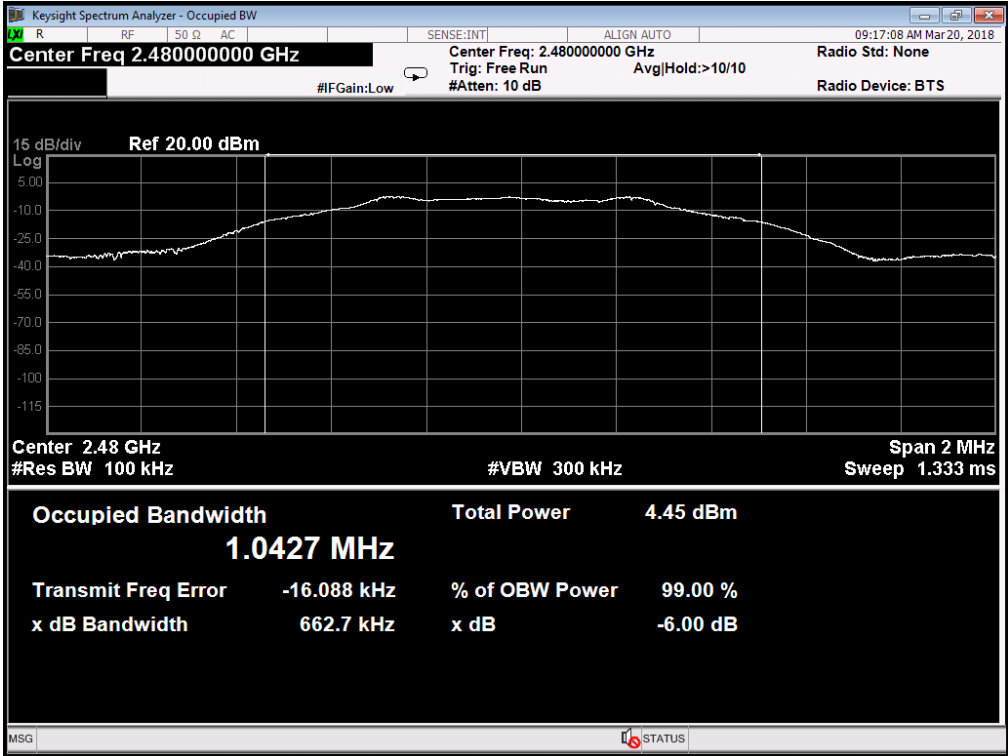 Keysight Spectrum Analyzer - Occupied BW
LXI R RF 50 Ω AC SENSE:INT ALIGN AUTO 09:17:08 AM Mar 20, 2018
Center Freq 2.480000000 GHz Center Freq: 2.480000000 GHz Radio Std: None
Trig: Free Run Avg|Hold:>10/10
#IFGain:Low #Atten: 10 dB Radio Device: BTS
15 dB/div Ref 20.00 dBm
Log
5.00
-10.0
-25.0
-40.0
-55.0
-70.0
-85.0
-100
-115
Center 2.48 GHz Span 2 MHz
#Res BW 100 kHz #VBW 300 kHz Sweep 1.333 ms
Occupied Bandwidth Total Power 4.45 dBm
1.0427 MHz
Transmit Freq Error -16.088 kHz % of OBW Power 99.00 %
x dB Bandwidth 662.7 kHz x dB -6.00 dB
MSG STATUS